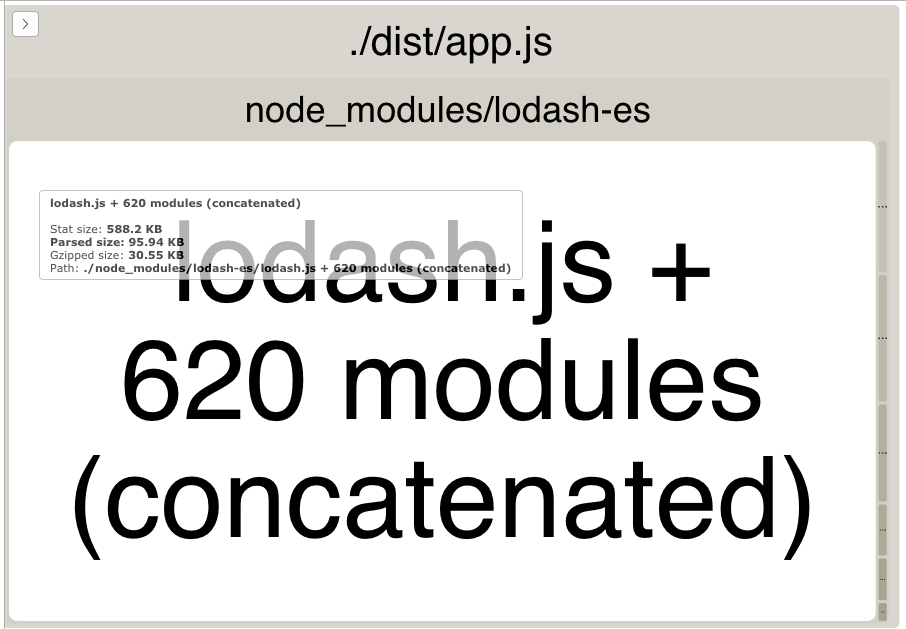 ./dist/app.js
node_modules/lodash-es
lodash.js + 620 modules (concatenated)
Stat size: 588.2 KB
Parsed size: 95.94 KB
Gzipped size: 30.55 KB
Path: ./node_modules/lodash-es/lodash.js + 620 modules (concatenated)
lodash.js +
620 modules
(concatenated)
...
...
...
...
...
...